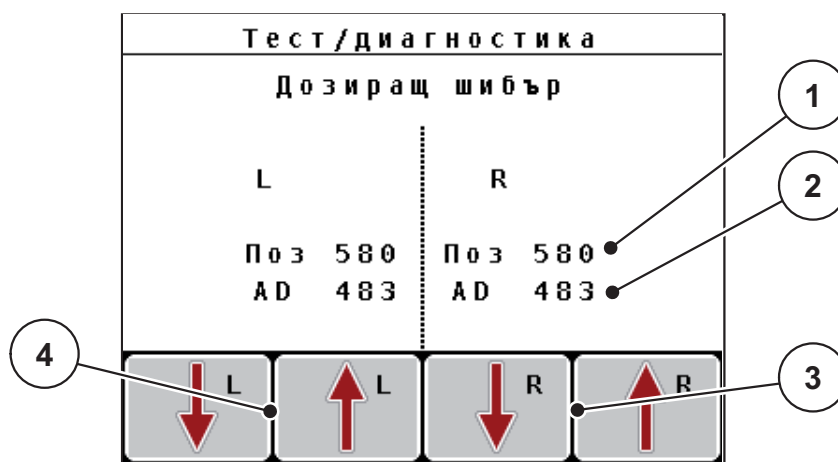 Тест/диагностика
Дозиращ шибър
1
2
L R
Поз 580 Поз 580
AD 483 AD 483
4
3
L L R R